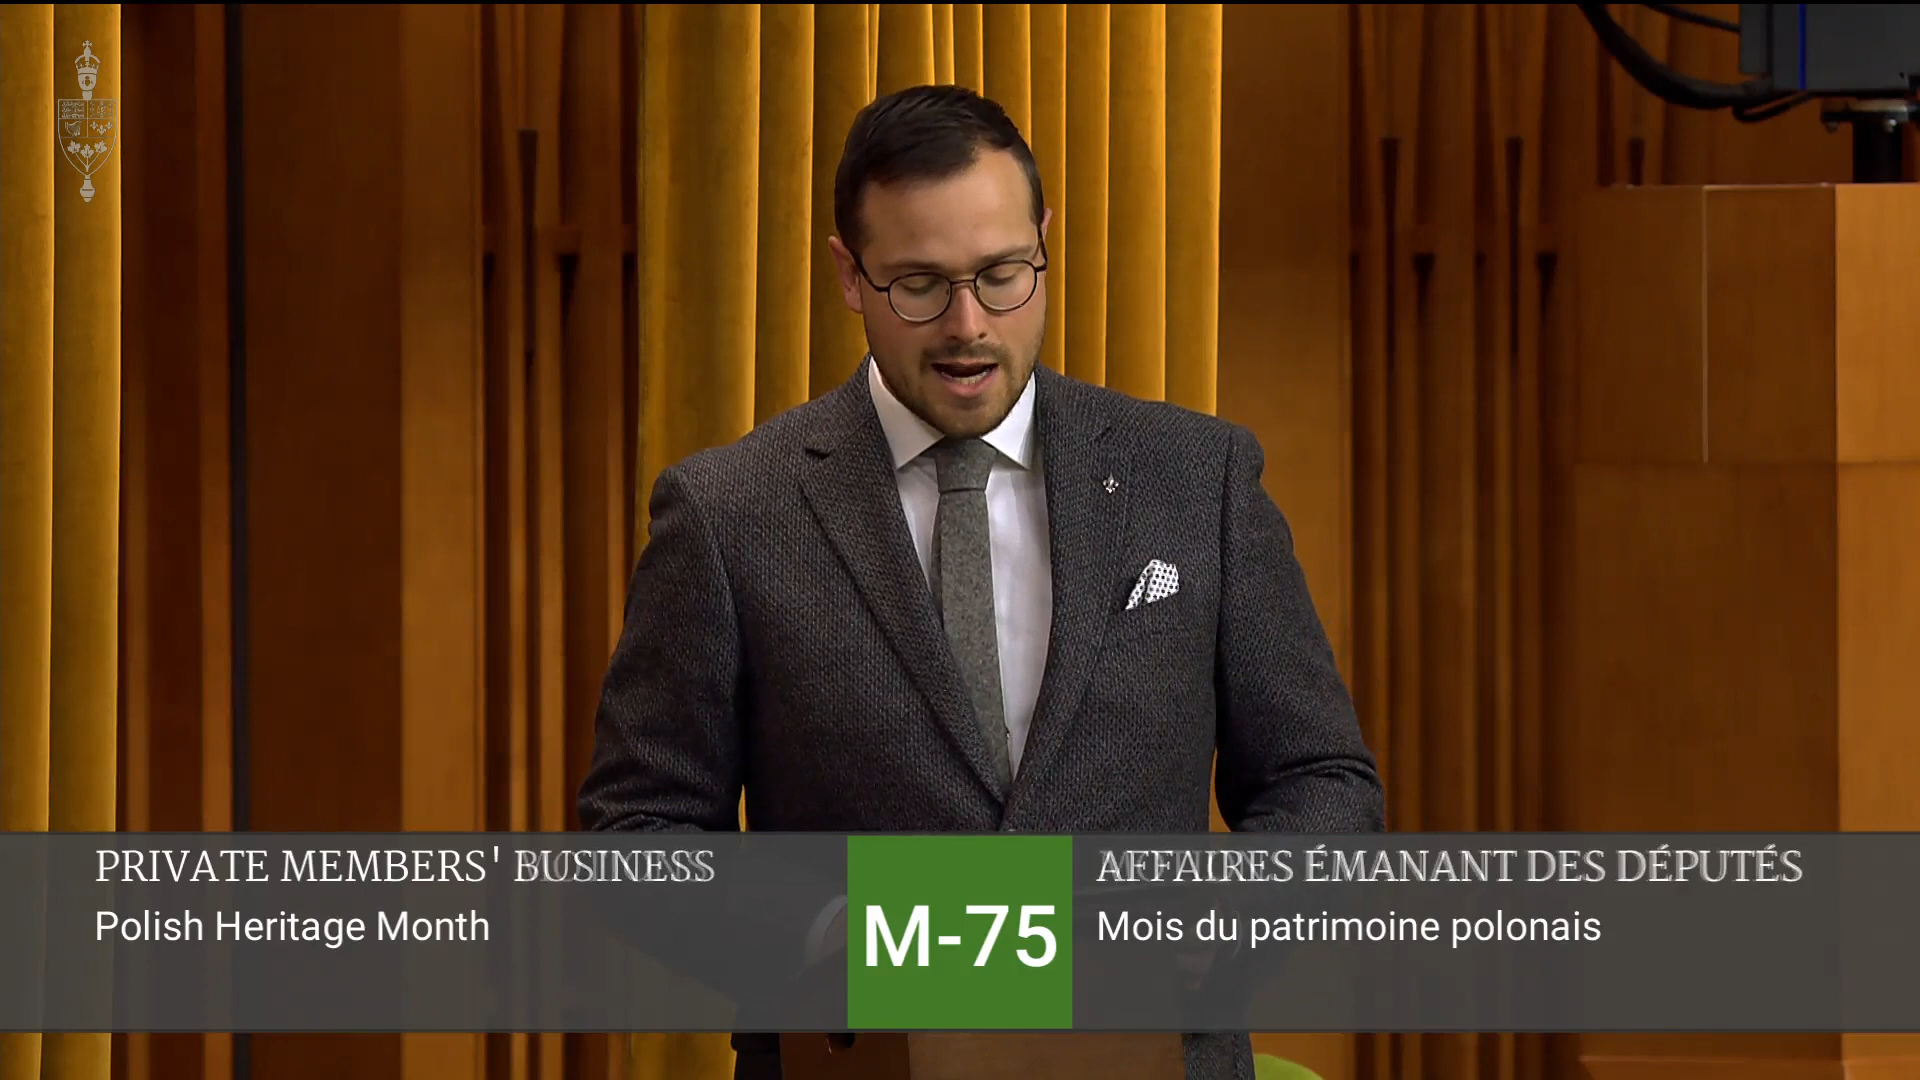 PRIVATE MEMBERS' BUSINESS
Polish Heritage Month
M-75
AFFAIRES ÉMANANT DES DÉPUTÉS
Mois du patrimoine polonais